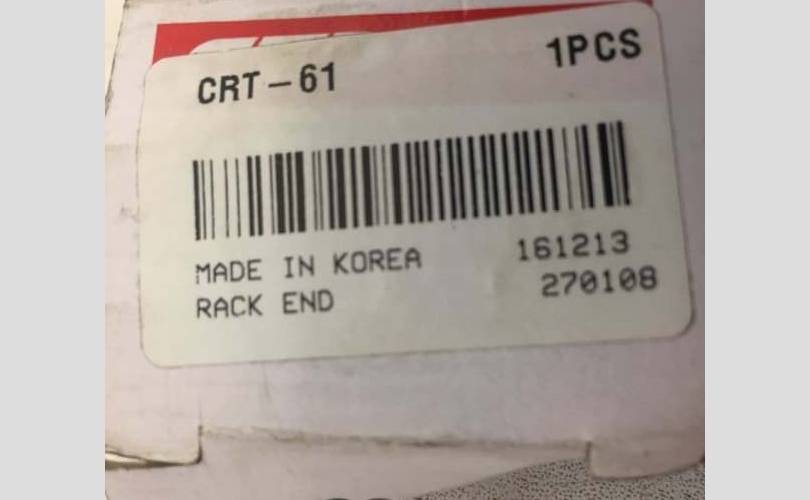 CRT-61 1PCS
MADE IN KOREA 161213
RACK END 270108